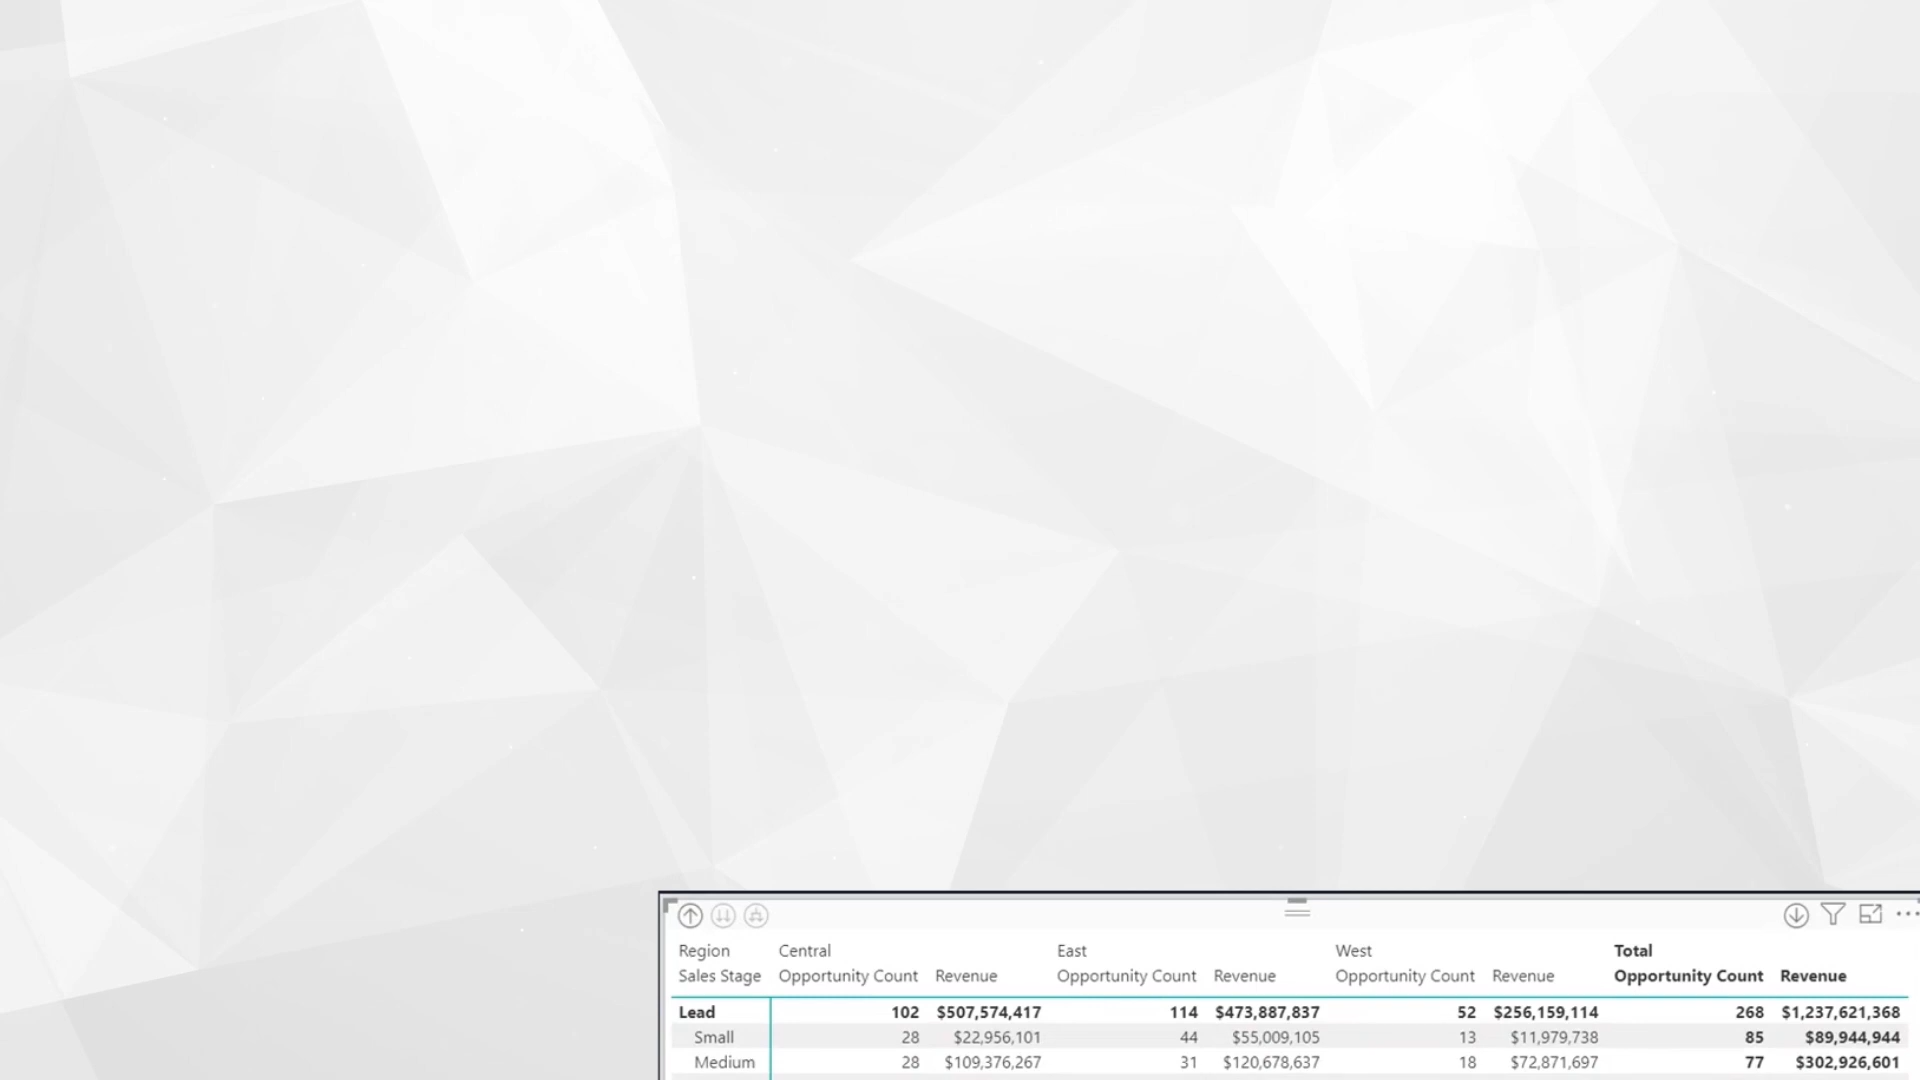 Region Central East West Total
Sales Stage Opportunity Count Revenue Opportunity Count Revenue Opportunity Count Revenue Opportunity Count Revenue
Lead 102 $507,574,417 114 $473,887,837 52 $256,159,114 268 $1,237,621,368
Small 28 $22,956,101 44 $55,009,105 13 $11,979,738 85 $89,944,944
Medium 28 $109,376,267 31 $120,678,637 18 $72,871,697 77 $302,926,601